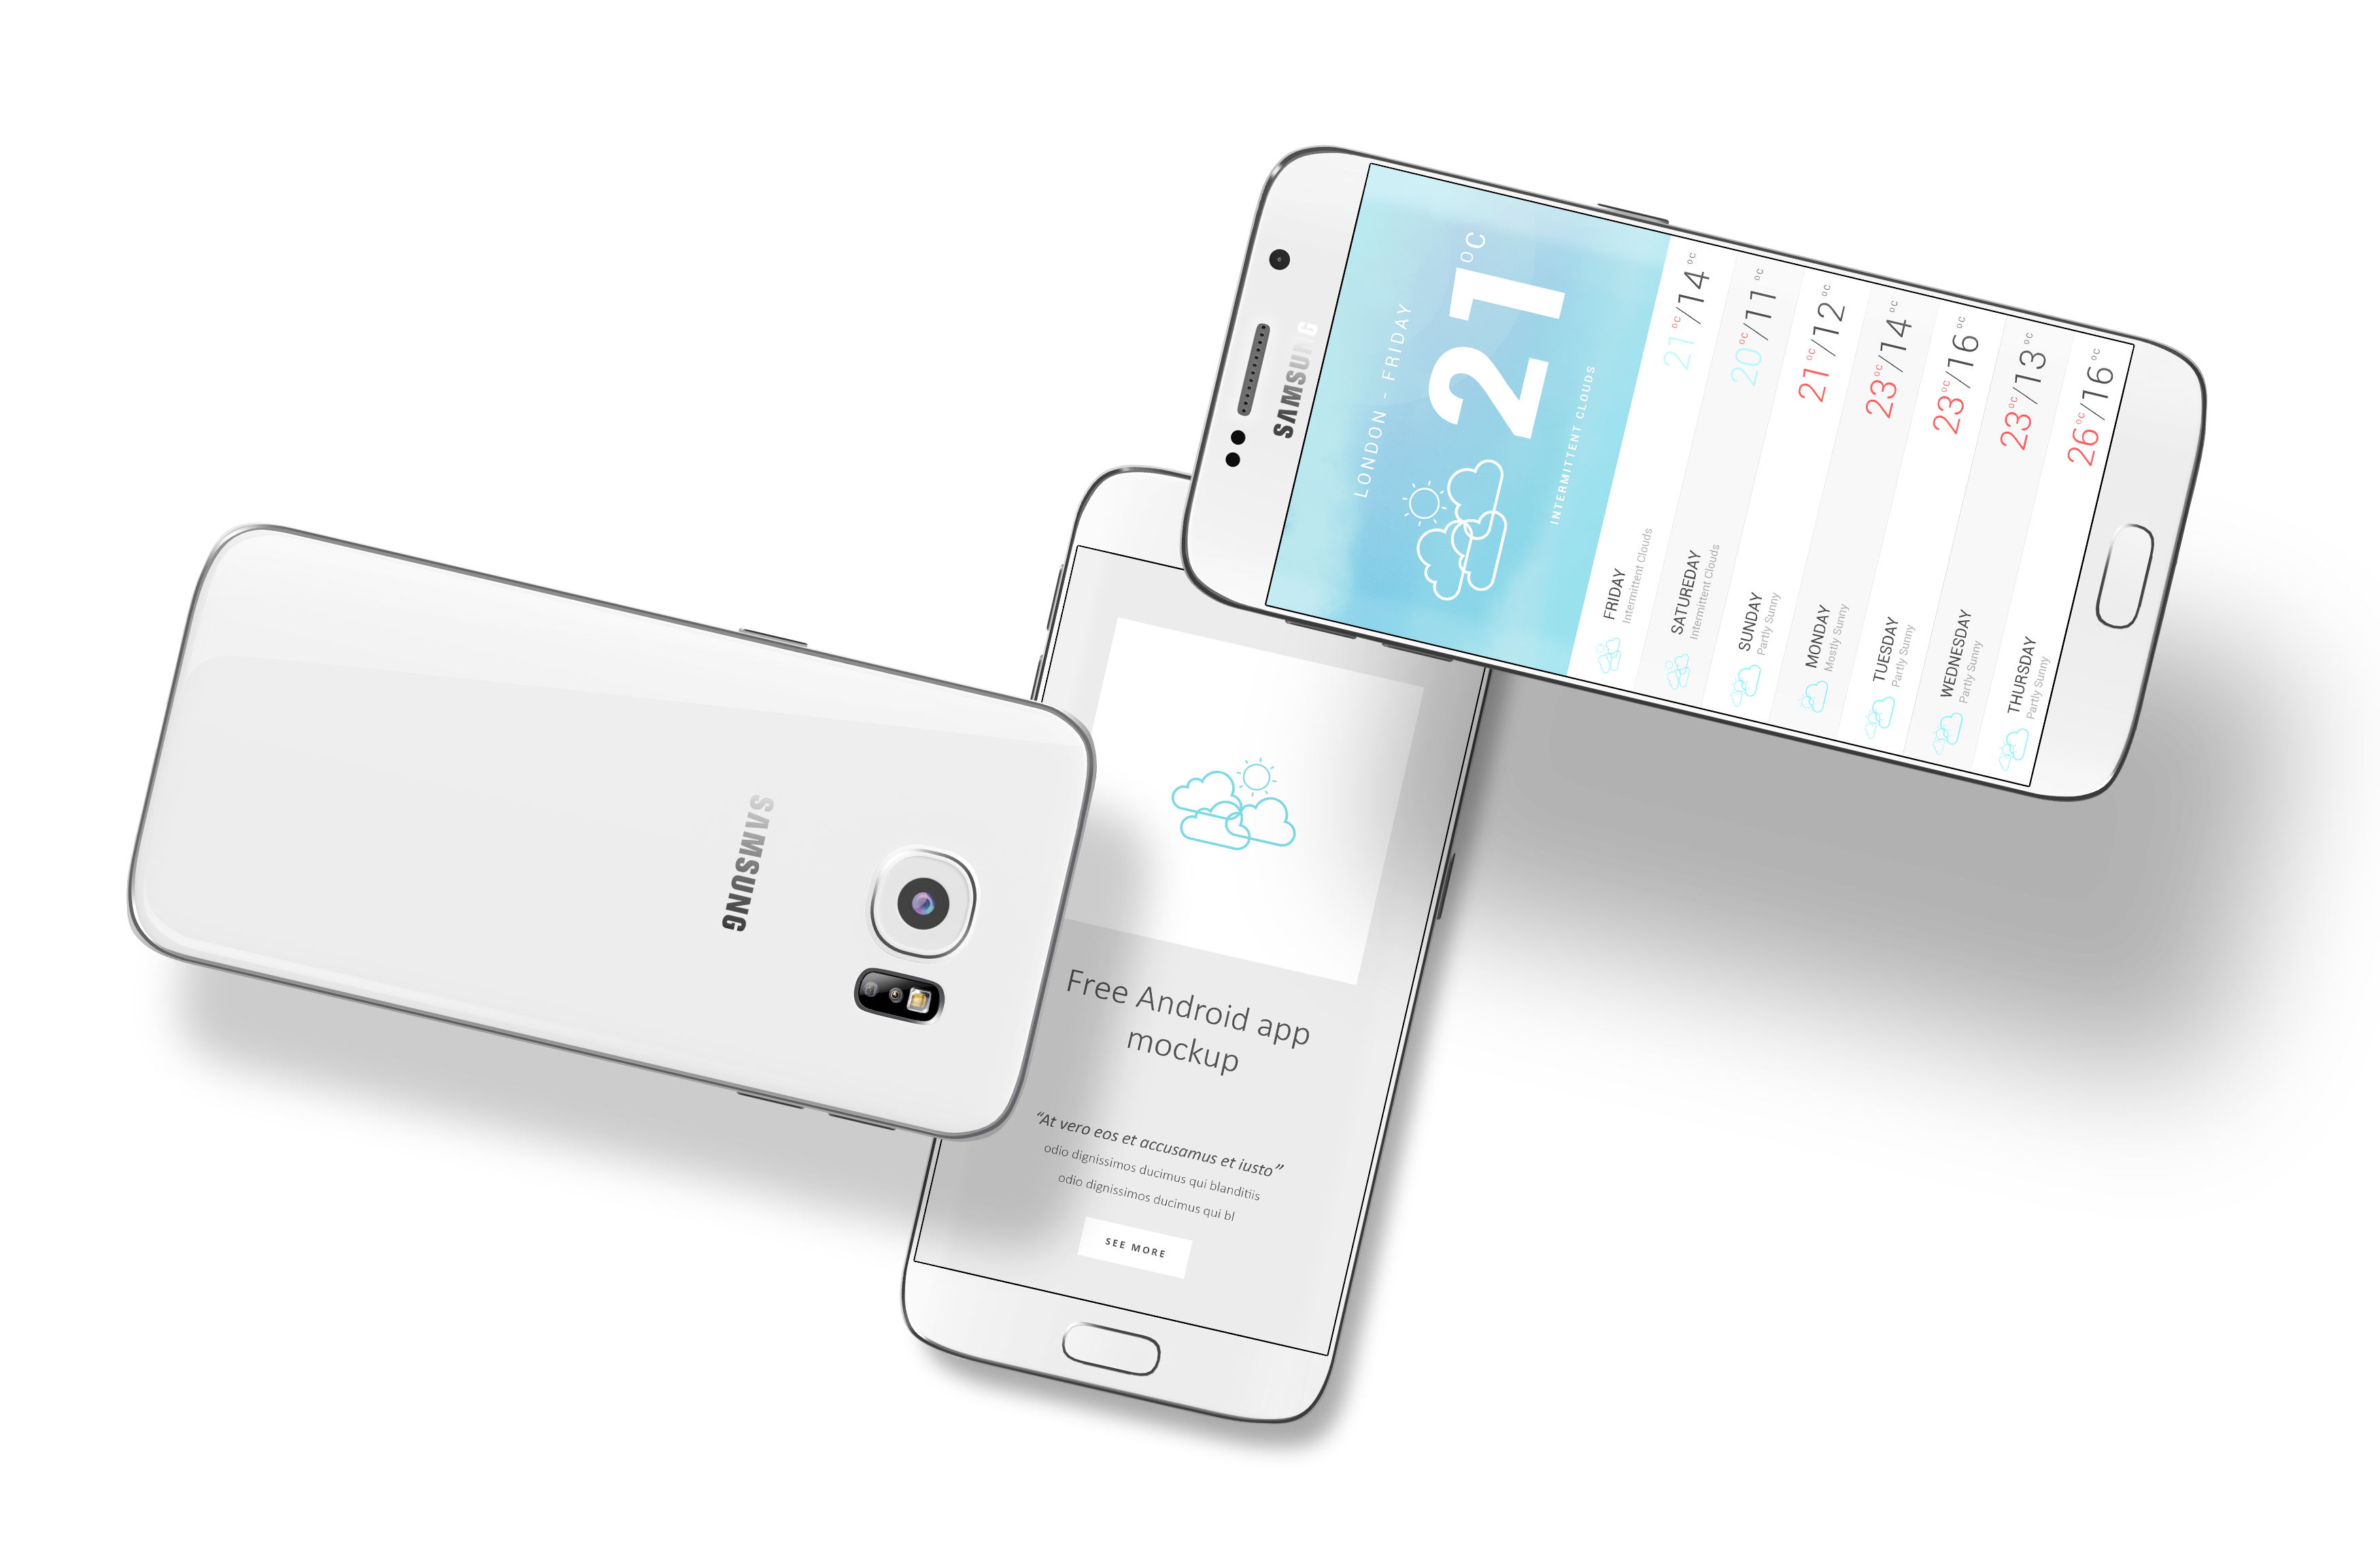 SAMSUNG
LONDON - FRIDAY
21°C
INTERMITTENT CLOUDS
FRIDAY
Intermittent Clouds
21°C/14°C
SATUREDAY
Intermittent Clouds
20°C/11°C
SUNDAY
Partly Sunny
21°C/12°C
MONDAY
Mostly Sunny
23°C/14°C
TUESDAY
Partly Sunny
23°C/16°C
WEDNESDAY
Partly Sunny
23°C/13°C
THURSDAY
Partly Sunny
26°C/16°C
SAMSUNG
Free Android app
mockup
“At vero eos et accusamus et iusto”
odio dignissimos ducimus qui blanditiis
odio dignissimos ducimus qui bl
SEE MORE